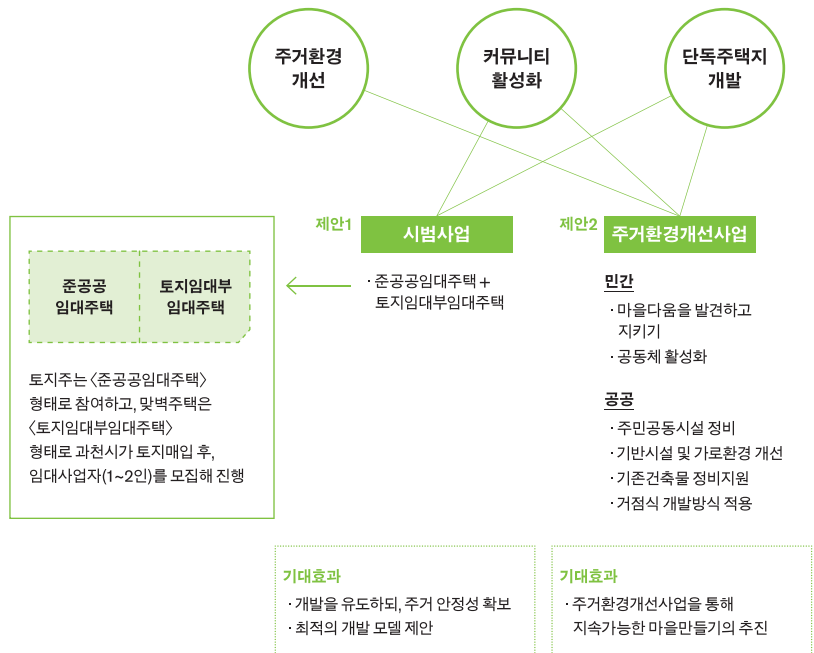 주거환경
개선
커뮤니티
활성화
단독주택지
개발
제안1
시범사업
· 준공공임대주택 +
토지임대부임대주택
준공공
임대주택
토지임대부
임대주택
토지주는 〈준공공임대주택〉
형태로 참여하고, 맞벽주택은
〈토지임대부임대주택〉
형태로 과천시가 토지매입 후,
임대사업자(1~2인)를 모집해 진행
제안2
주거환경개선사업
민간
· 마을다움을 발견하고
지키기
· 공동체 활성화
공공
· 주민공동시설 정비
· 기반시설 및 가로환경 개선
· 기존건축물 정비지원
· 거점식 개발방식 적용
기대효과
· 개발을 유도하되, 주거 안정성 확보
· 최적의 개발 모델 제안
기대효과
· 주거환경개선사업을 통해
지속가능한 마을만들기의 추진